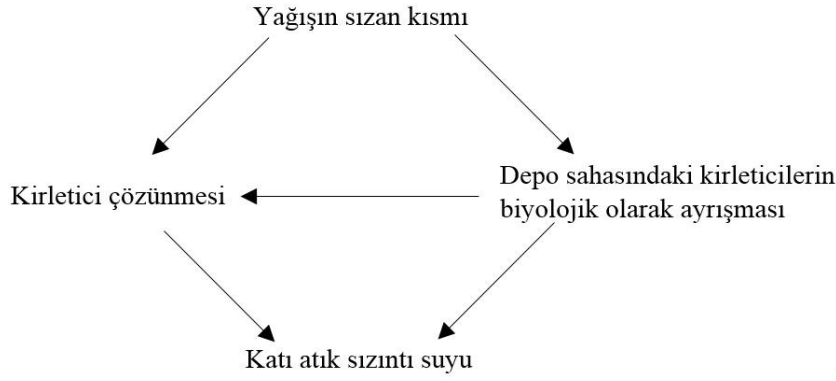 Yağışın sızan kısmı
Kirletici çözünmesi
Depo sahasındaki kirleticilerin
biyolojik olarak ayrışması
Katı atık sızıntı suyu